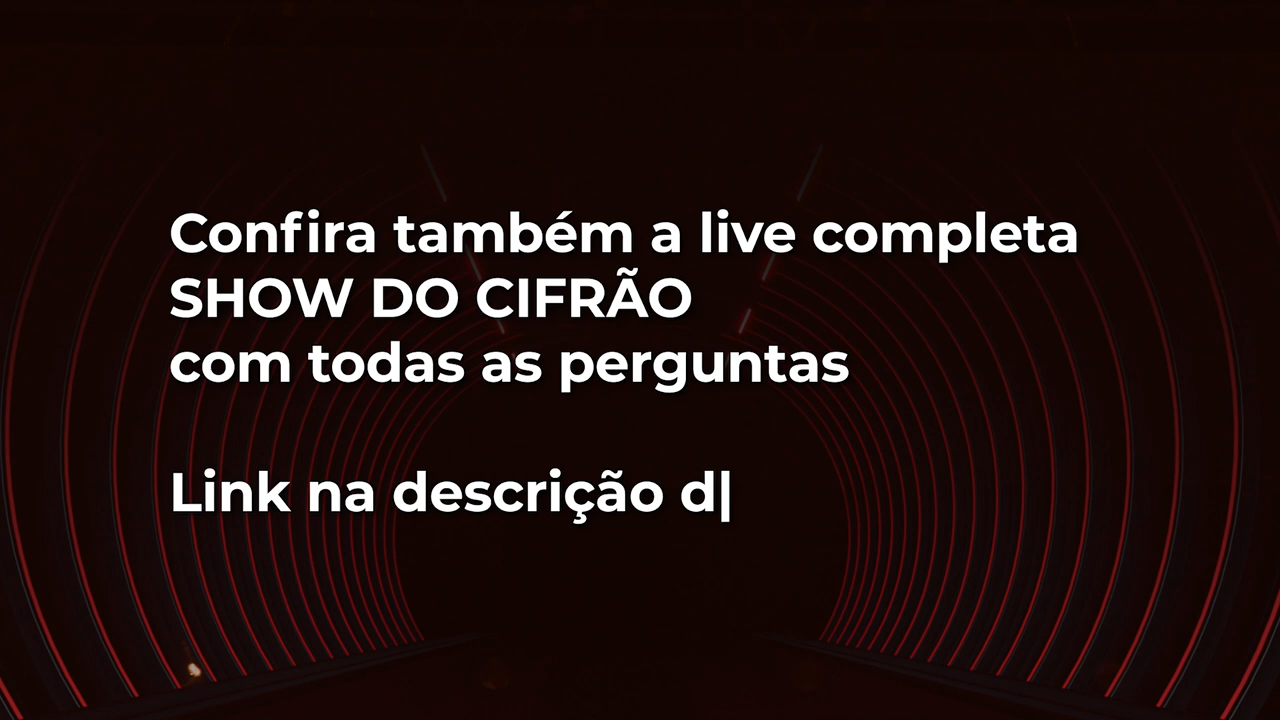 Confira também a live completa
SHOW DO CIFRÃO
com todas as perguntas
Link na descrição d|